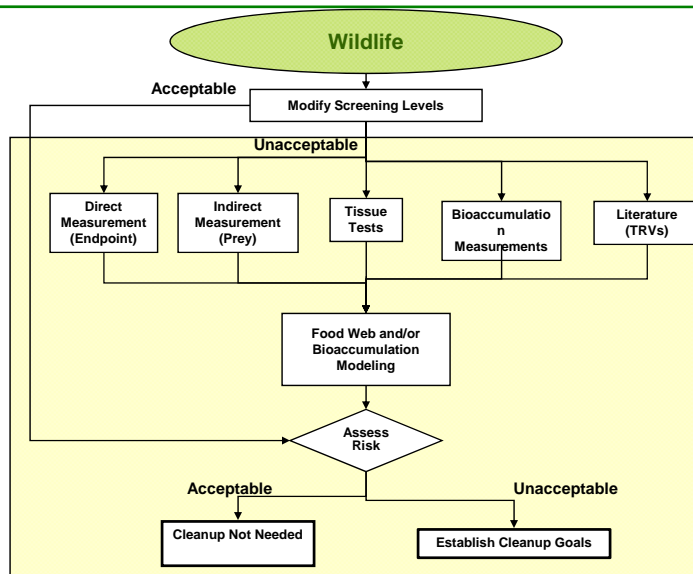 Wildlife
Acceptable
Modify Screening Levels
Unacceptable
Direct
Measurement
(Endpoint)
Indirect
Measurement
(Prey)
Tissue
Tests
Bioaccumulatio
n
Measurements
Literature
(TRVs)
Food Web and/or
Bioaccumulation
Modeling
Assess
Risk
Acceptable
Unacceptable
Cleanup Not Needed
Establish Cleanup Goals